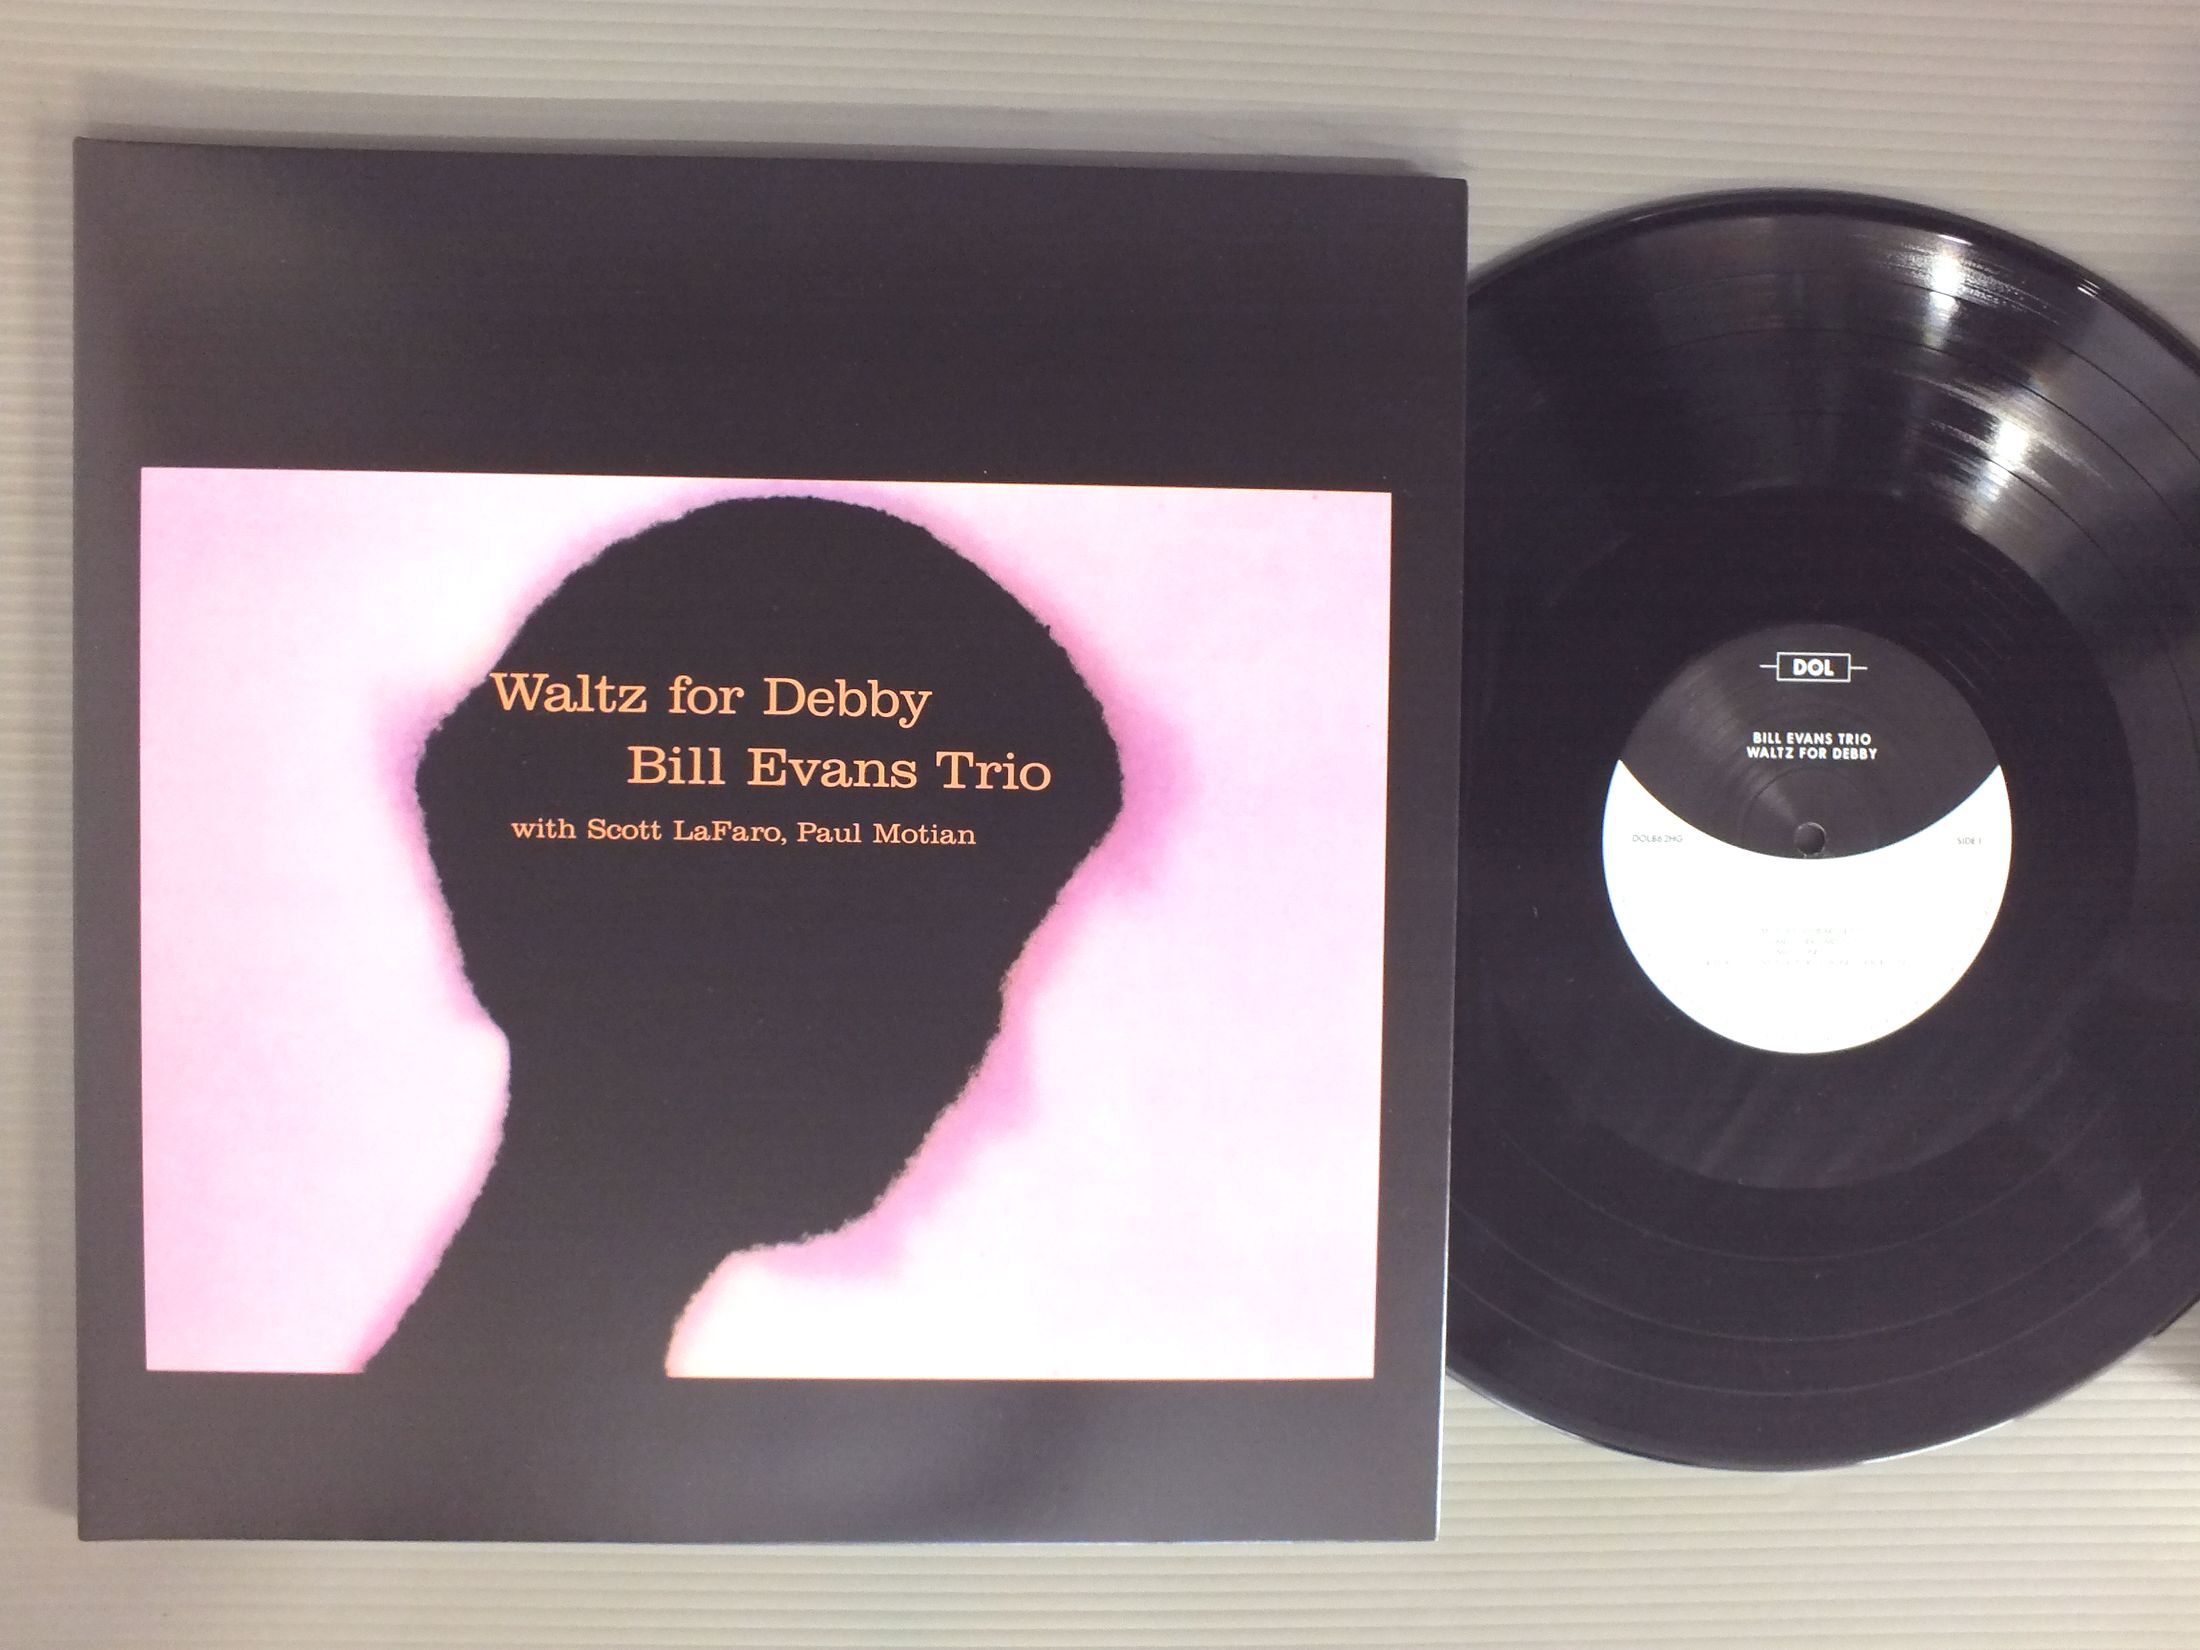 Waltz for Debby
Bill Evans Trio
with Scott LaFaro, Paul Motian
DOL
BILL EVANS TRIO
WALTZ FOR DEBBY
SIDE 1